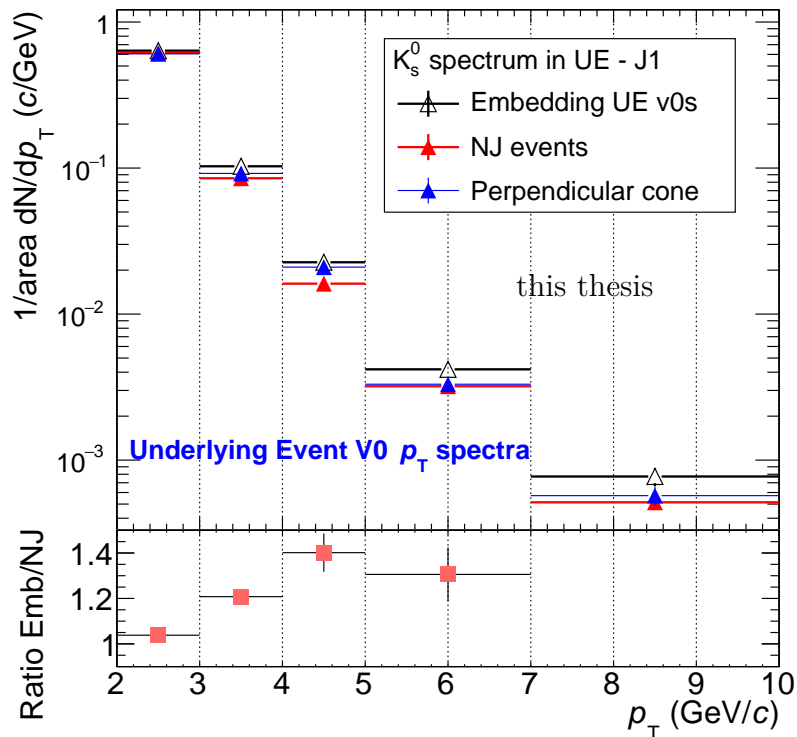 1/area dN/dp_T (c/GeV)
1
10^−1
10^−2
10^−3
K_s^0 spectrum in UE - J1
Embedding UE v0s
NJ events
Perpendicular cone
this thesis
Underlying Event V0 p_T spectra
Ratio Emb/NJ
1.4
1.2
1
2 3 4 5 6 7 8 9 10
p_T (GeV/c)